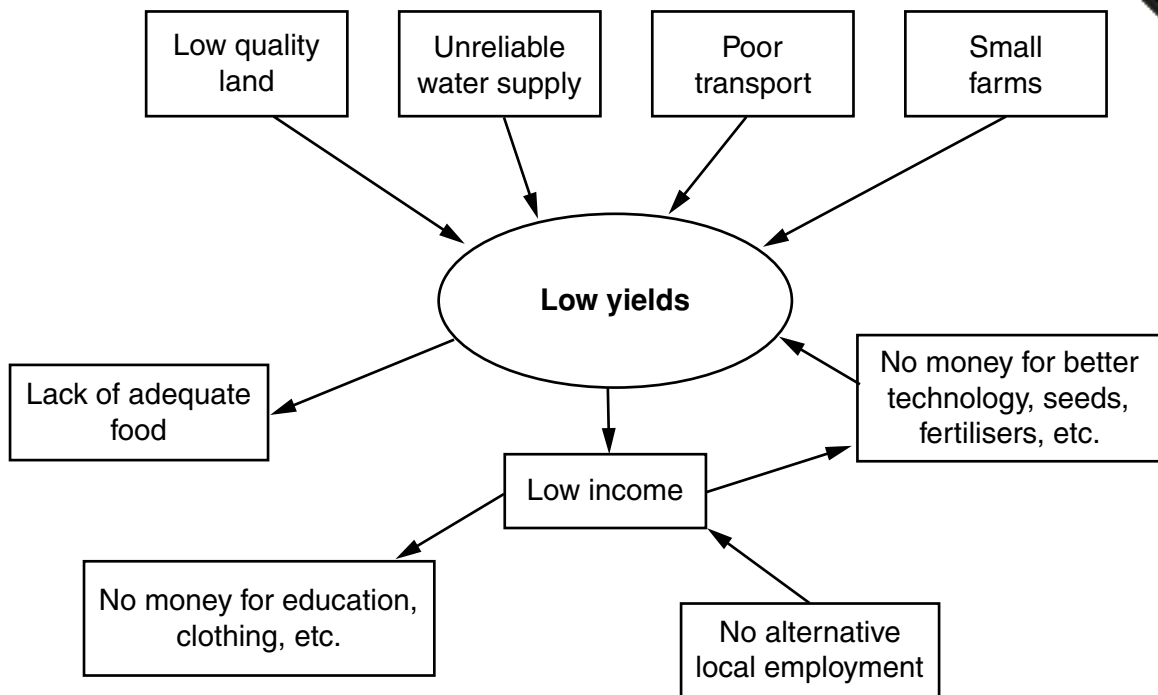 Low quality
land
Unreliable
water supply
Poor
transport
Small
farms
Low yields
Lack of adequate
food
No money for better
technology, seeds,
fertilisers, etc.
Low income
No money for education,
clothing, etc.
No alternative
local employment